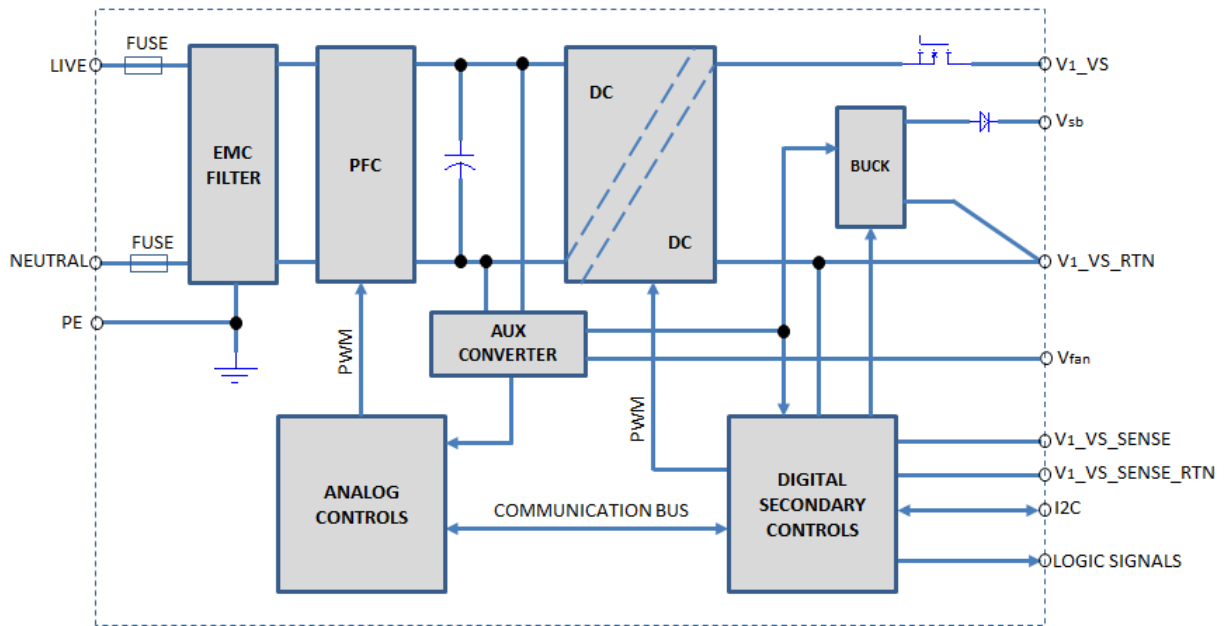 FUSE
LIVE
V1_VS
DC
Vsb
EMC
FILTER
PFC
BUCK
FUSE
DC
NEUTRAL
V1_VS_RTN
PE
AUX
CONVERTER
PWM
Vfan
PWM
V1_VS_SENSE
V1_VS_SENSE_RTN
ANALOG
CONTROLS
COMMUNICATION BUS
DIGITAL
SECONDARY
CONTROLS
I2C
LOGIC SIGNALS